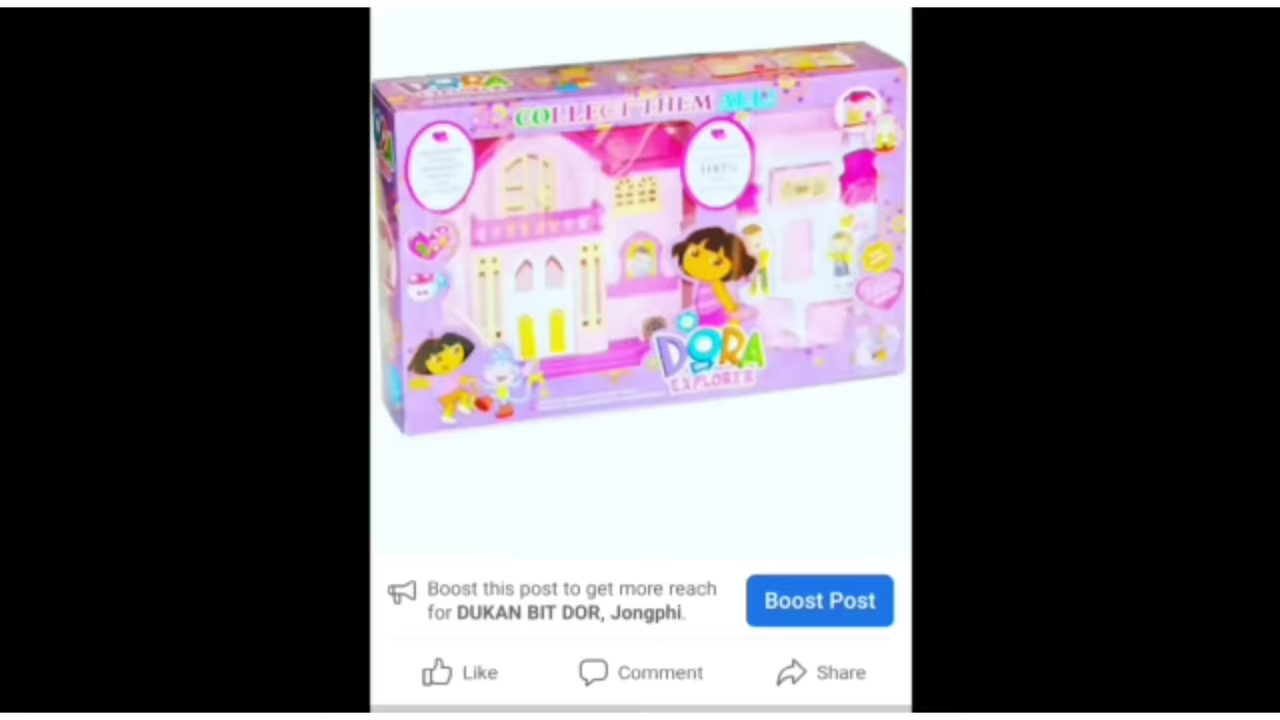 COLLECT THEM ALL!
100%
DORA
EXPLORER
Boost this post to get more reach
for DUKAN BIT DOR, Jongphi.
Boost Post
Like
Comment
Share